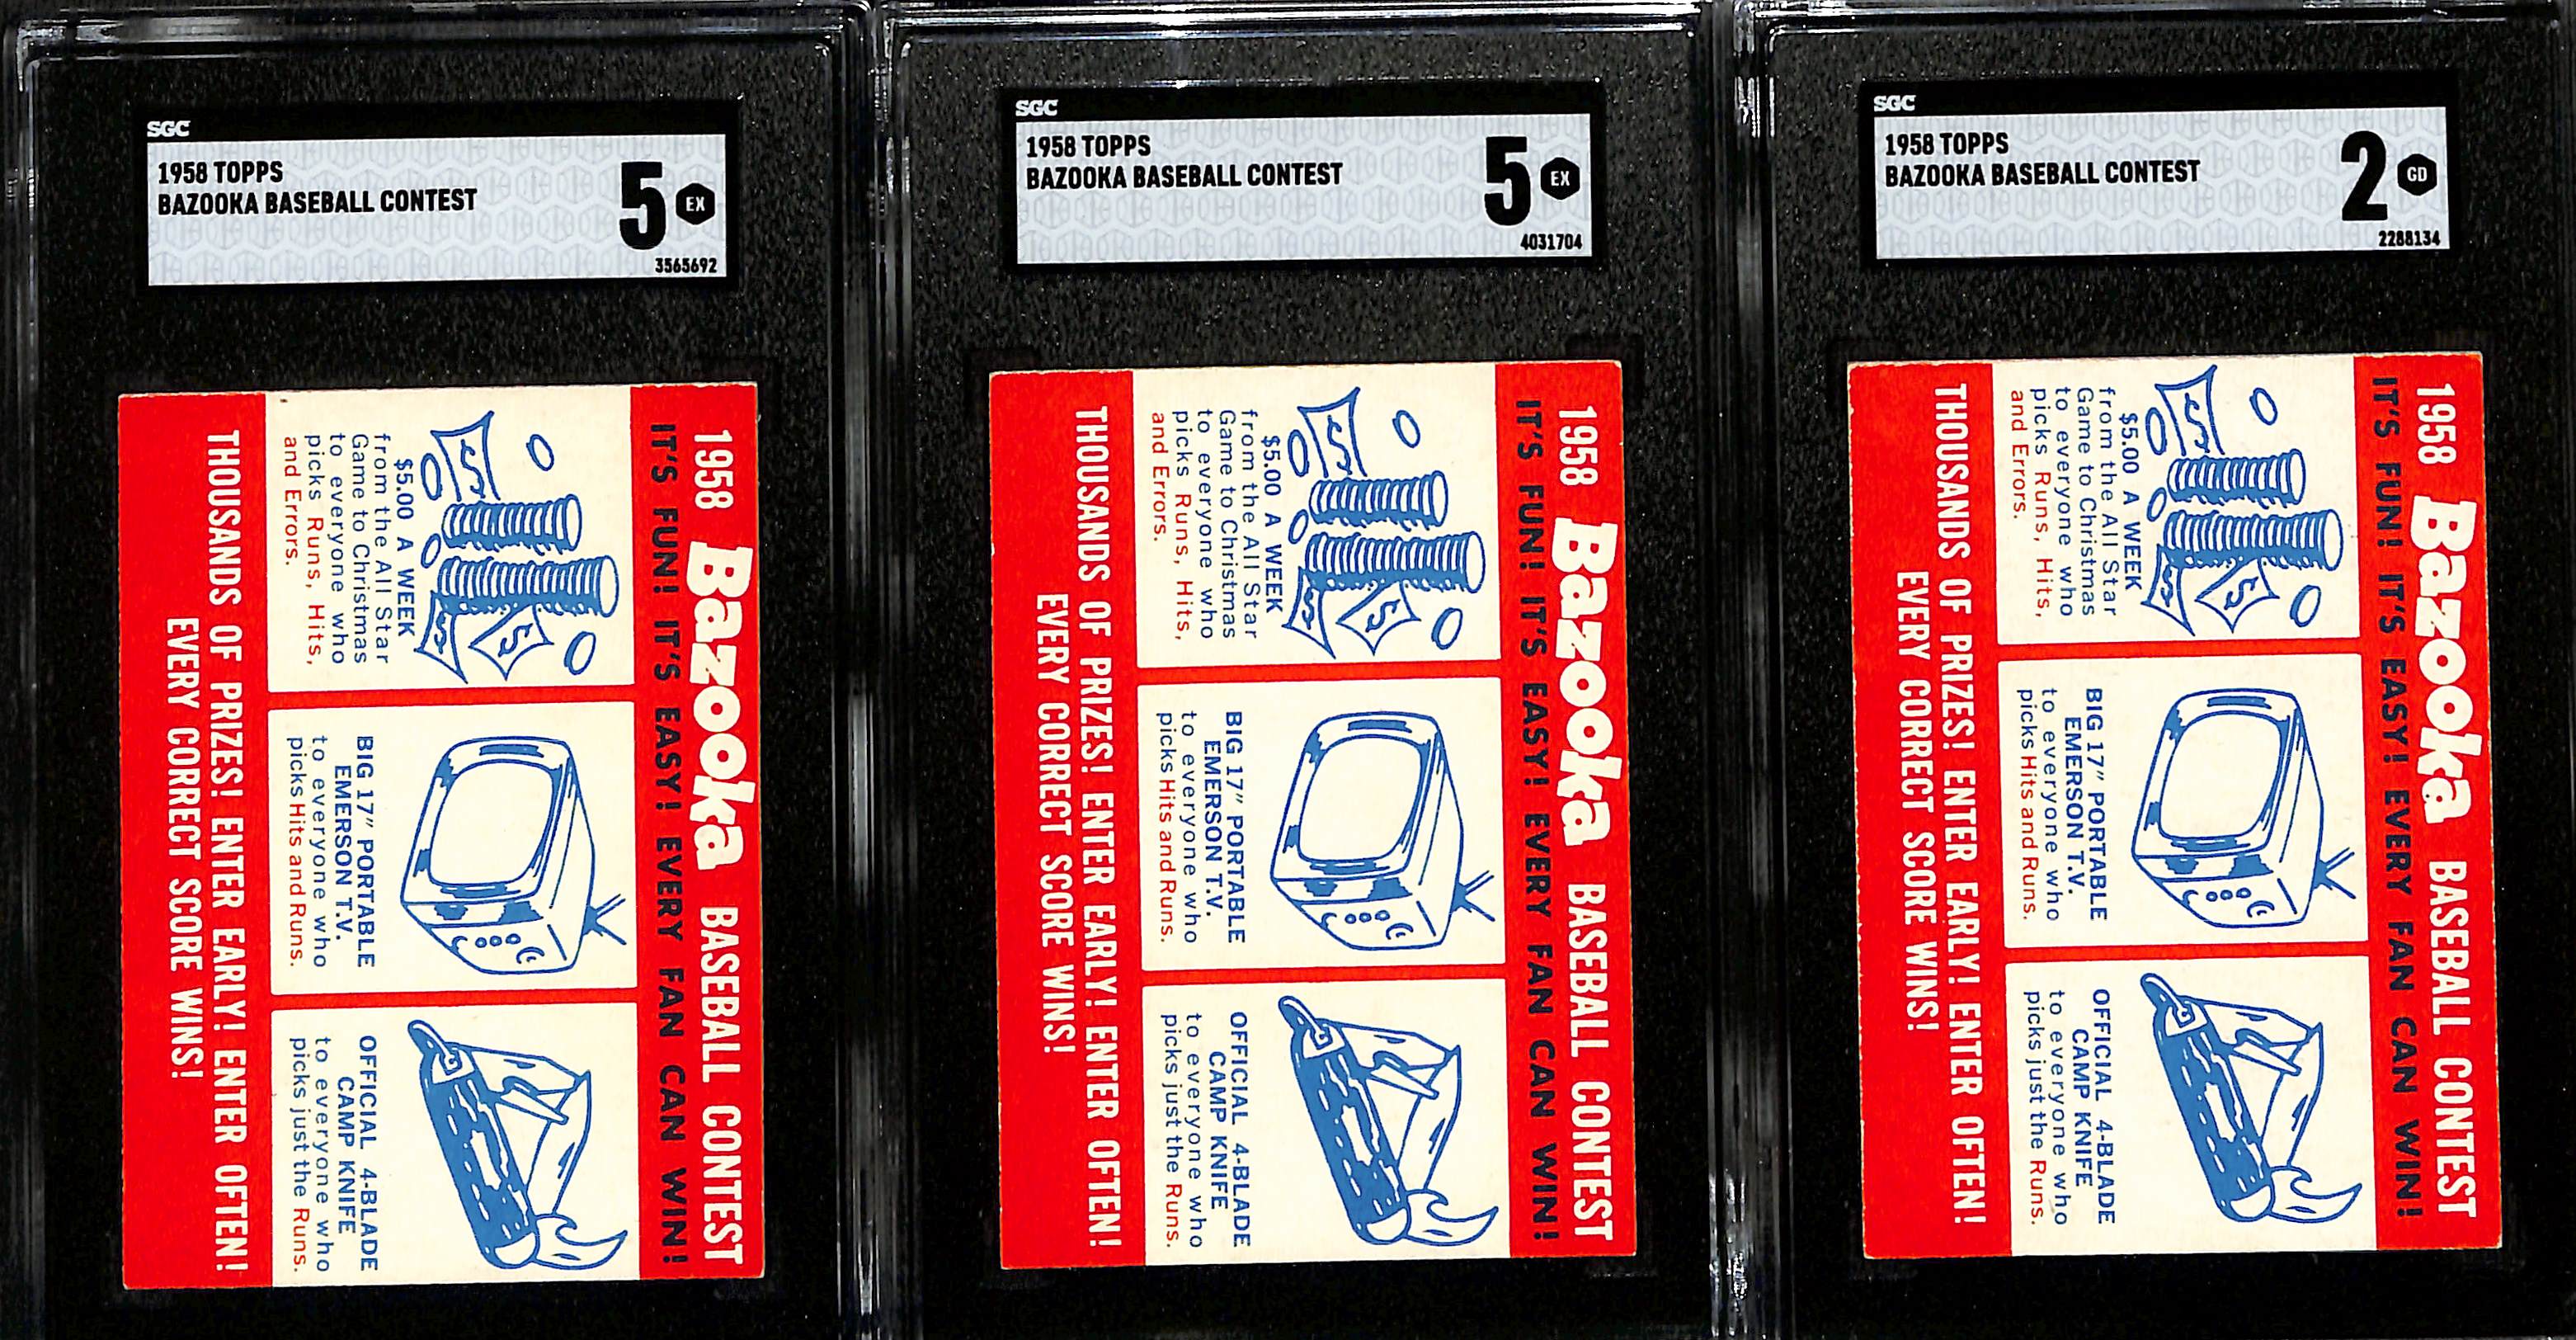 SGC
1958 TOPPS
BAZOOKA BASEBALL CONTEST
5
EX
3565692
1958 Bazooka BASEBALL CONTEST
IT'S FUN! IT'S EASY! EVERY FAN CAN WIN!
$5.00 A WEEK
from the All Star
Game to Christmas
to everyone who
picks Runs, Hits,
and Errors.
BIG 17" PORTABLE
EMERSON T.V.
to everyone who
picks Hits and Runs.
OFFICIAL 4-BLADE
CAMP KNIFE
to everyone who
picks just the Runs.
THOUSANDS OF PRIZES! ENTER EARLY! ENTER OFTEN!
EVERY CORRECT SCORE WINS!
SGC
1958 TOPPS
BAZOOKA BASEBALL CONTEST
5
EX
4031704
1958 Bazooka BASEBALL CONTEST
IT'S FUN! IT'S EASY! EVERY FAN CAN WIN!
$5.00 A WEEK
from the All Star
Game to Christmas
to everyone who
picks Runs, Hits,
and Errors.
BIG 17" PORTABLE
EMERSON T.V.
to everyone who
picks Hits and Runs.
OFFICIAL 4-BLADE
CAMP KNIFE
to everyone who
picks just the Runs.
THOUSANDS OF PRIZES! ENTER EARLY! ENTER OFTEN!
EVERY CORRECT SCORE WINS!
SGC
1958 TOPPS
BAZOOKA BASEBALL CONTEST
2
GD
2288134
1958 Bazooka BASEBALL CONTEST
IT'S FUN! IT'S EASY! EVERY FAN CAN WIN!
$5.00 A WEEK
from the All Star
Game to Christmas
to everyone who
picks Runs, Hits,
and Errors.
BIG 17" PORTABLE
EMERSON T.V.
to everyone who
picks Hits and Runs.
OFFICIAL 4-BLADE
CAMP KNIFE
to everyone who
picks just the Runs.
THOUSANDS OF PRIZES! ENTER EARLY! ENTER OFTEN!
EVERY CORRECT SCORE WINS!